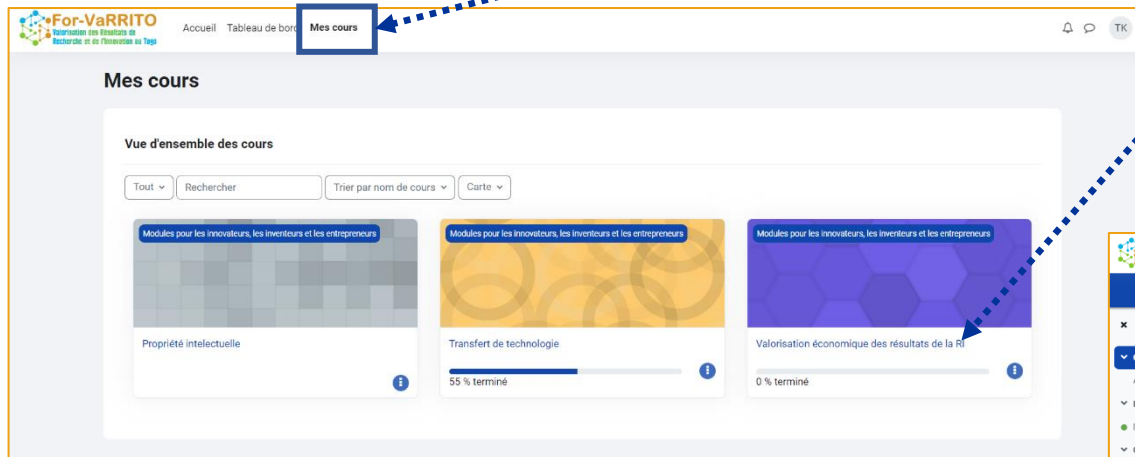 For-VaRRITO
Valorisation des Résultats de
Recherche et de l'Innovation au Togo
Accueil Tableau de bord Mes cours
TK
Mes cours
Vue d'ensemble des cours
Tout Rechercher Trier par nom de cours Carte
Modules pour les innovateurs, les inventeurs et les entrepreneurs
Propriété intelectuelle
Modules pour les innovateurs, les inventeurs et les entrepreneurs
Transfert de technologie
55 % terminé
Modules pour les innovateurs, les inventeurs et les entrepreneurs
Valorisation économique des résultats de la RI
0 % terminé